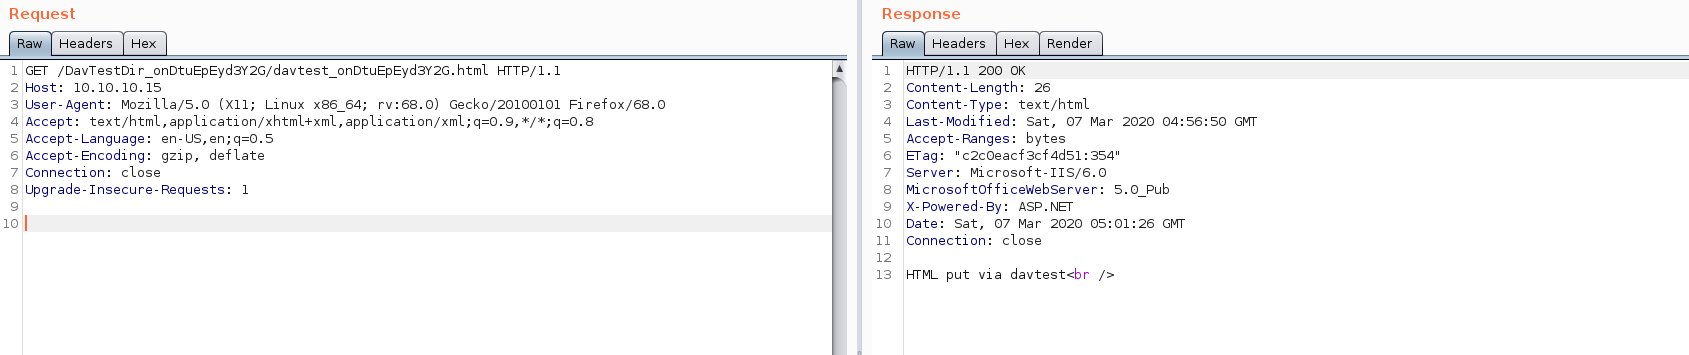 Request
Raw Headers Hex
1 GET /DavTestDir_onDtuEpEyd3Y2G/davtest_onDtuEpEyd3Y2G.html HTTP/1.1
2 Host: 10.10.10.15
3 User-Agent: Mozilla/5.0 (X11; Linux x86_64; rv:68.0) Gecko/20100101 Firefox/68.0
4 Accept: text/html,application/xhtml+xml,application/xml;q=0.9,*/*;q=0.8
5 Accept-Language: en-US,en;q=0.5
6 Accept-Encoding: gzip, deflate
7 Connection: close
8 Upgrade-Insecure-Requests: 1
9
10
Response
Raw Headers Hex Render
1 HTTP/1.1 200 OK
2 Content-Length: 26
3 Content-Type: text/html
4 Last-Modified: Sat, 07 Mar 2020 04:56:50 GMT
5 Accept-Ranges: bytes
6 ETag: "c2c0eacf3cf4d51:354"
7 Server: Microsoft-IIS/6.0
8 MicrosoftOfficeWebServer: 5.0_Pub
9 X-Powered-By: ASP.NET
10 Date: Sat, 07 Mar 2020 05:01:26 GMT
11 Connection: close
12
13 HTML put via davtest<br />